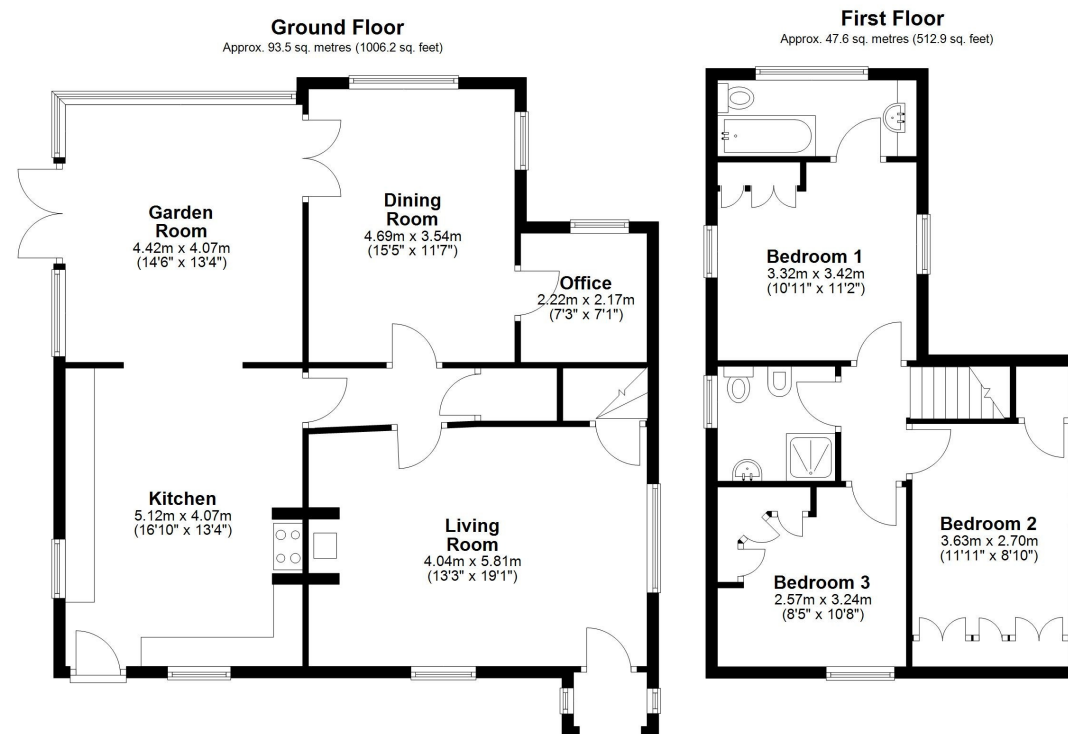 Ground Floor
Approx. 93.5 sq. metres (1006.2 sq. feet)
First Floor
Approx. 47.6 sq. metres (512.9 sq. feet)
Garden
Room
4.42m x 4.07m
(14'6" x 13'4")
Dining
Room
4.69m x 3.54m
(15'5" x 11'7")
Office
2.22m x 2.17m
(7'3" x 7'1")
Kitchen
5.12m x 4.07m
(16'10" x 13'4")
Living
Room
4.04m x 5.81m
(13'3" x 19'1")
Bedroom 1
3.32m x 3.42m
(10'11" x 11'2")
Bedroom 2
3.63m x 2.70m
(11'11" x 8'10")
Bedroom 3
2.57m x 3.24m
(8'5" x 10'8")